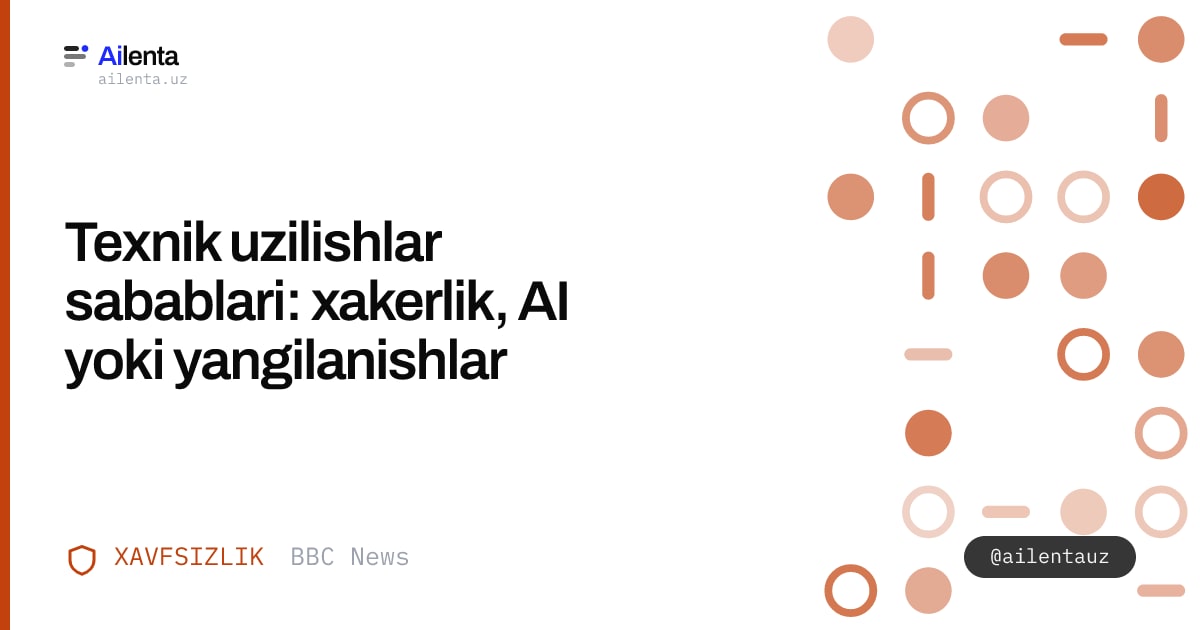 Ailenta
ailenta.uz
Texnik uzilishlar
sabablari: xakerlik, AI
yoki yangilanishlar
XAVFSIZLIK BBC News
@ailentauz